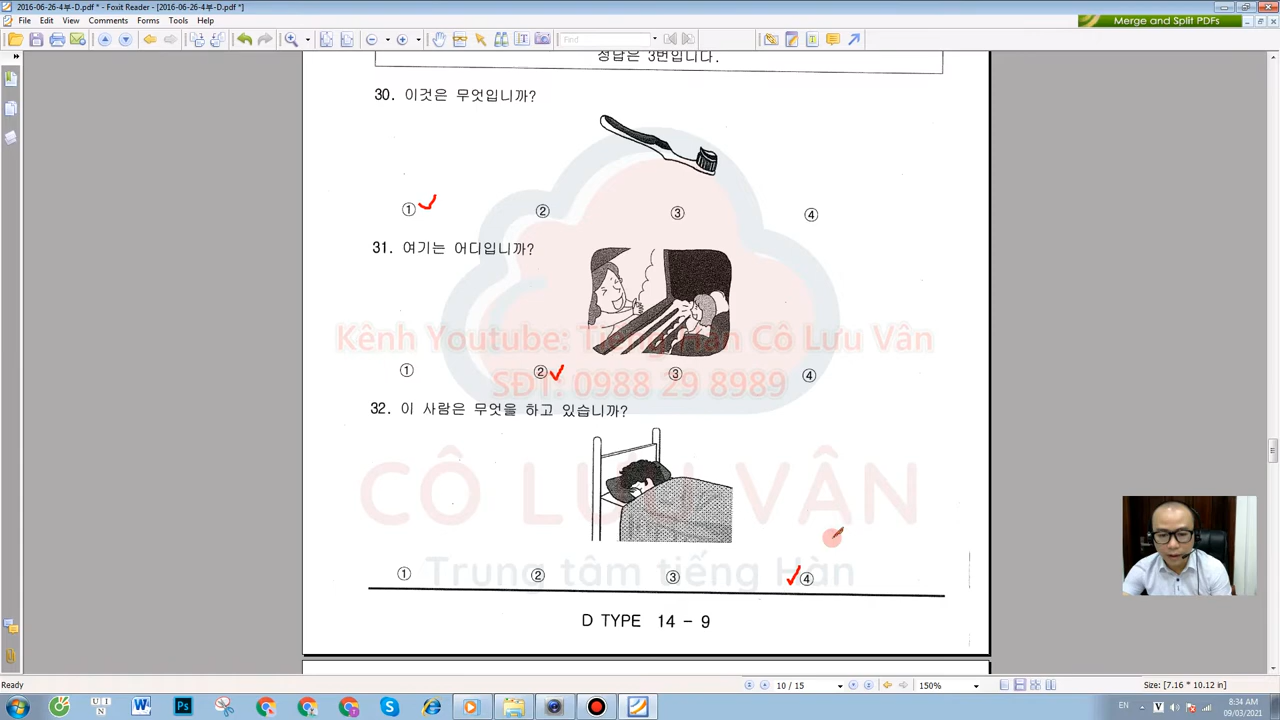 2016-06-26-4부-D.pdf * - Foxit Reader - [2016-06-26-4부-D.pdf *]
File Edit View Comments Forms Tools Help
Merge and Split PDFs
Find
정답은 3번입니다.
30. 이것은 무엇입니까?
① ② ③ ④
31. 여기는 어디입니까?
Kênh Youtube: Tiếng Hàn Cô Lưu Vân
① ② ③ ④
SĐT: 0988 29 8989
32. 이 사람은 무엇을 하고 있습니까?
CÔ LƯU VÂN
Trung tâm tiếng Hàn
① ② ③ ④
D TYPE 14 - 9
Ready
10 / 15
150%
Size: [7.16 * 10.12 in]
EN
8:34 AM
09/03/2021